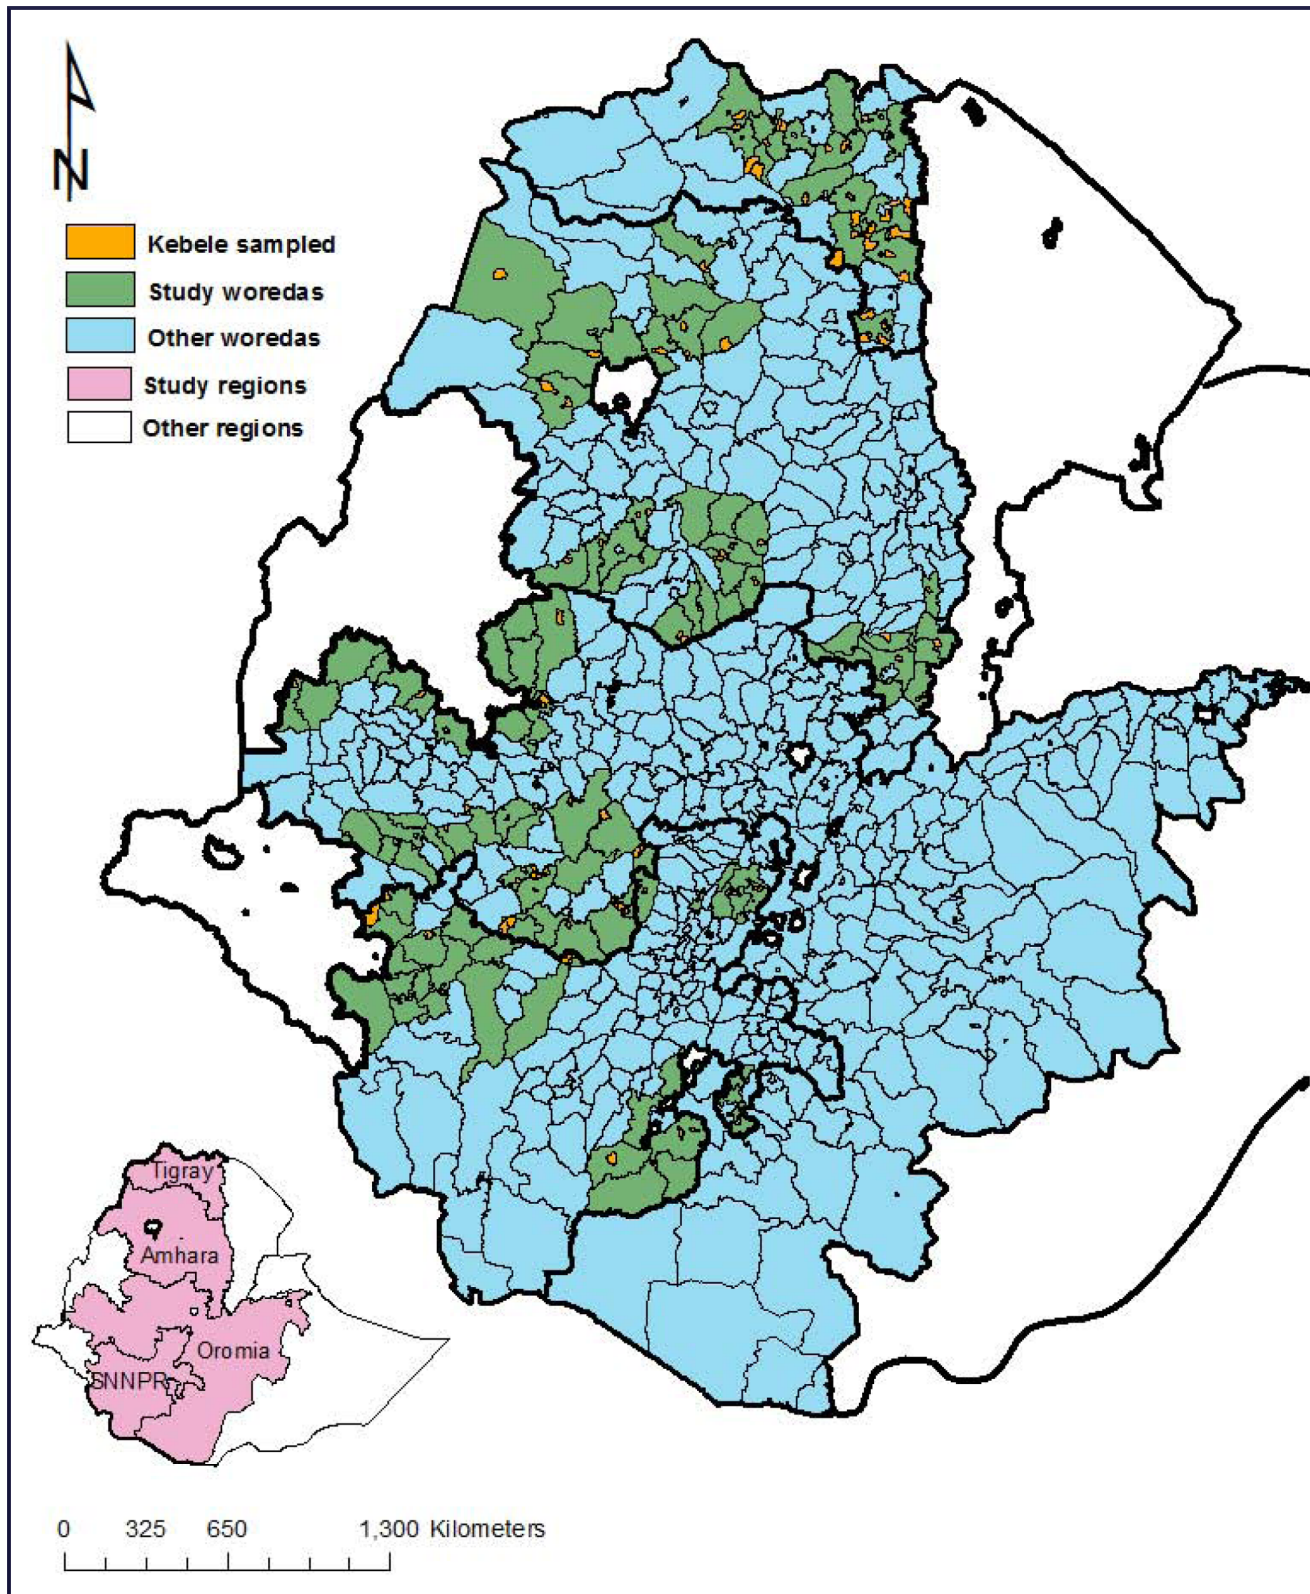 N
Kebele sampled
Study woredas
Other woredas
Study regions
Other regions
Tigray
Amhara
Oromia
SNNPR
0 325 650 1,300 Kilometers